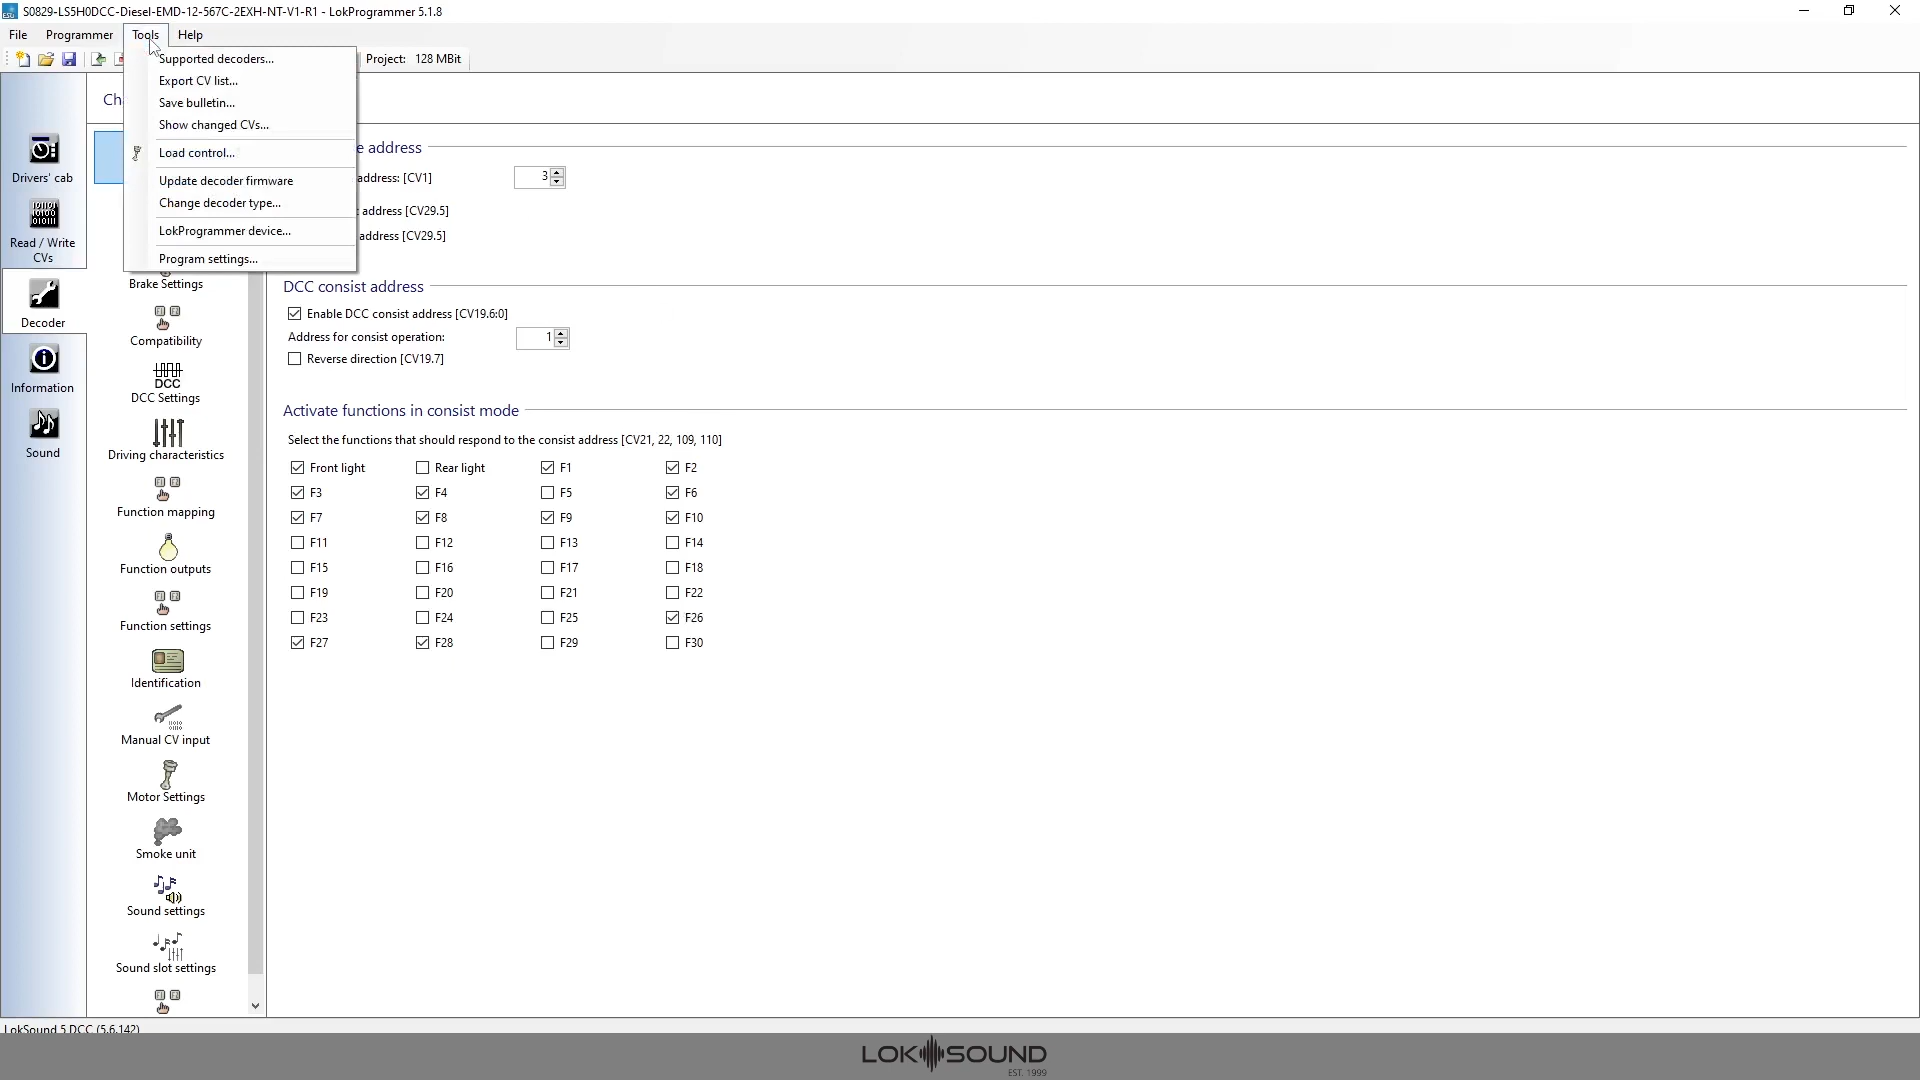 S0829-LS5H0DCC-Diesel-EMD-12-567C-2EXH-NT-V1-R1 - LokProgrammer 5.1.8
File Programmer Tools Help
Project: 128 MBit
Supported decoders...
Export CV list...
Save bulletin...
Show changed CVs...
Load control...
Update decoder firmware
Change decoder type...
LokProgrammer device...
Program settings...
Ch
Drivers' cab
Read / Write
CVs
Decoder
Information
Sound
Brake Settings
Compatibility
DCC
DCC Settings
Driving characteristics
Function mapping
Function outputs
Function settings
Identification
Manual CV input
Motor Settings
Smoke unit
Sound settings
Sound slot settings
e address
address: [CV1] 3
address [CV29.5]
address [CV29.5]
DCC consist address
Enable DCC consist address [CV19.6:0]
Address for consist operation: 1
Reverse direction [CV19.7]
Activate functions in consist mode
Select the functions that should respond to the consist address [CV21, 22, 109, 110]
Front light Rear light F1 F2
F3 F4 F5 F6
F7 F8 F9 F10
F11 F12 F13 F14
F15 F16 F17 F18
F19 F20 F21 F22
F23 F24 F25 F26
F27 F28 F29 F30
LokSound 5 DCC (5.6.142)
LOKSOUND
EST. 1999